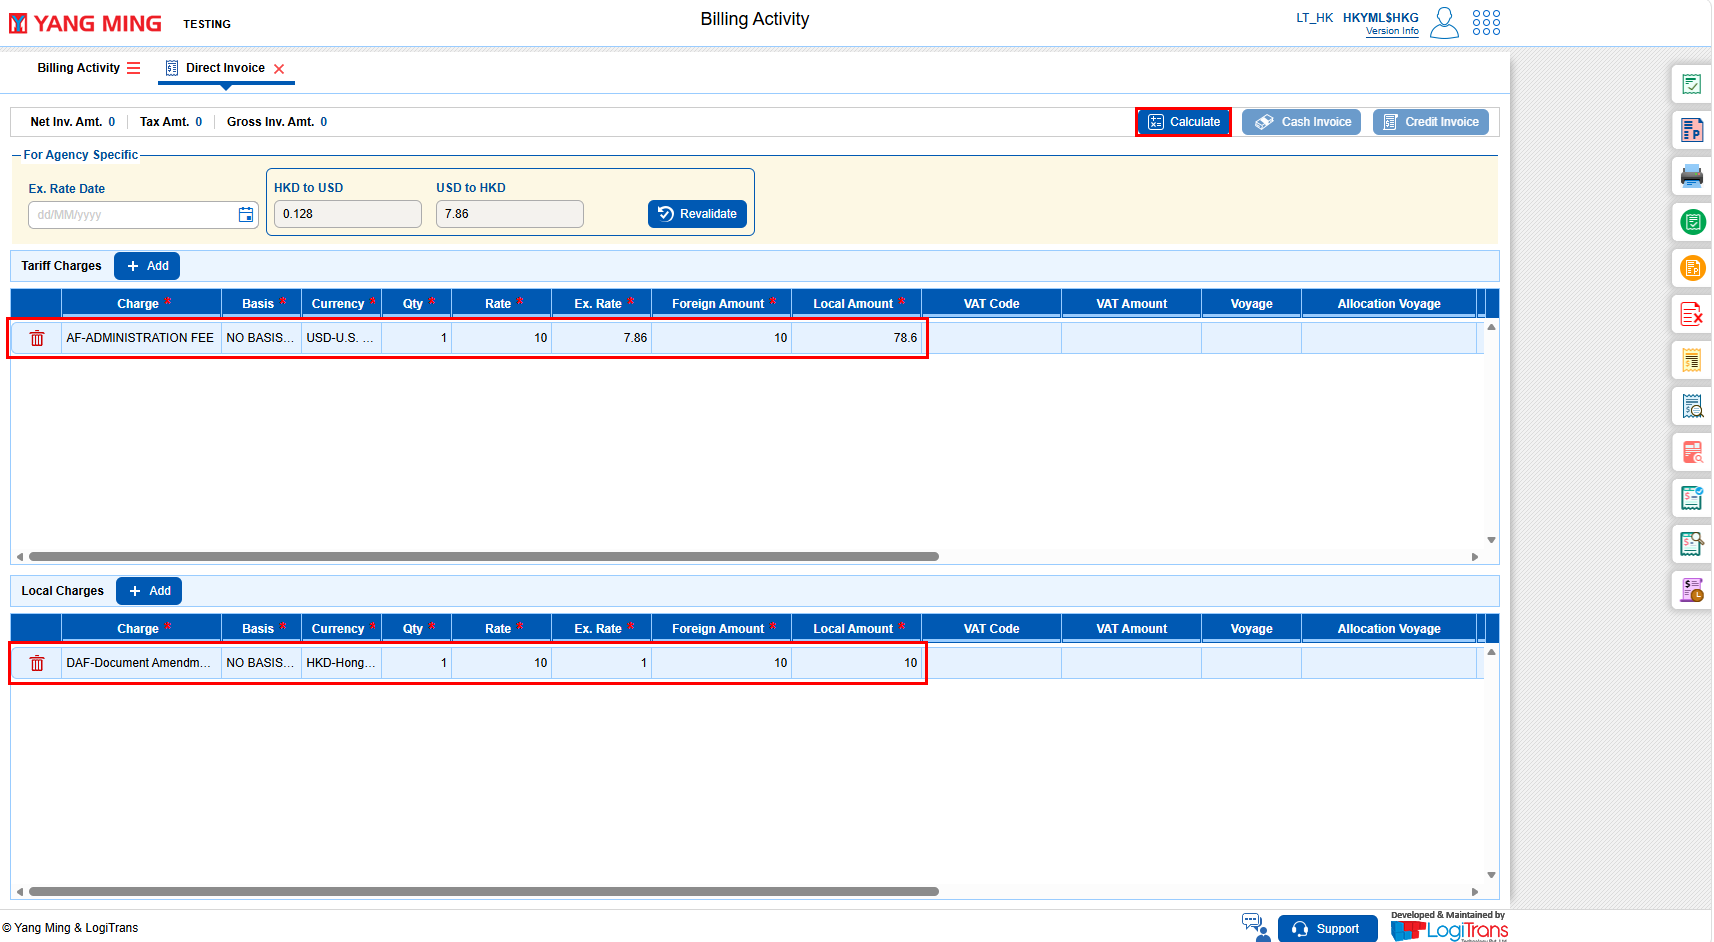 YANG MING TESTING Billing Activity LT_HK HKYML$HKG
Version Info
Billing Activity Direct Invoice
Net Inv. Amt. 0 Tax Amt. 0 Gross Inv. Amt. 0 Calculate Cash Invoice Credit Invoice
For Agency Specific
Ex. Rate Date HKD to USD USD to HKD
dd/MM/yyyy 0.128 7.86 Revalidate
Tariff Charges + Add
Charge * Basis * Currency * Qty * Rate * Ex. Rate * Foreign Amount * Local Amount * VAT Code VAT Amount Voyage Allocation Voyage
AF-ADMINISTRATION FEE NO BASIS... USD-U.S. ... 1 10 7.86 10 78.6
Local Charges + Add
Charge * Basis * Currency * Qty * Rate * Ex. Rate * Foreign Amount * Local Amount * VAT Code VAT Amount Voyage Allocation Voyage
DAF-Document Amendm... NO BASIS... HKD-Hong... 1 10 1 10 10
© Yang Ming & LogiTrans Support
Developed & Maintained by
LogiTrans
Technology Pvt. Ltd.